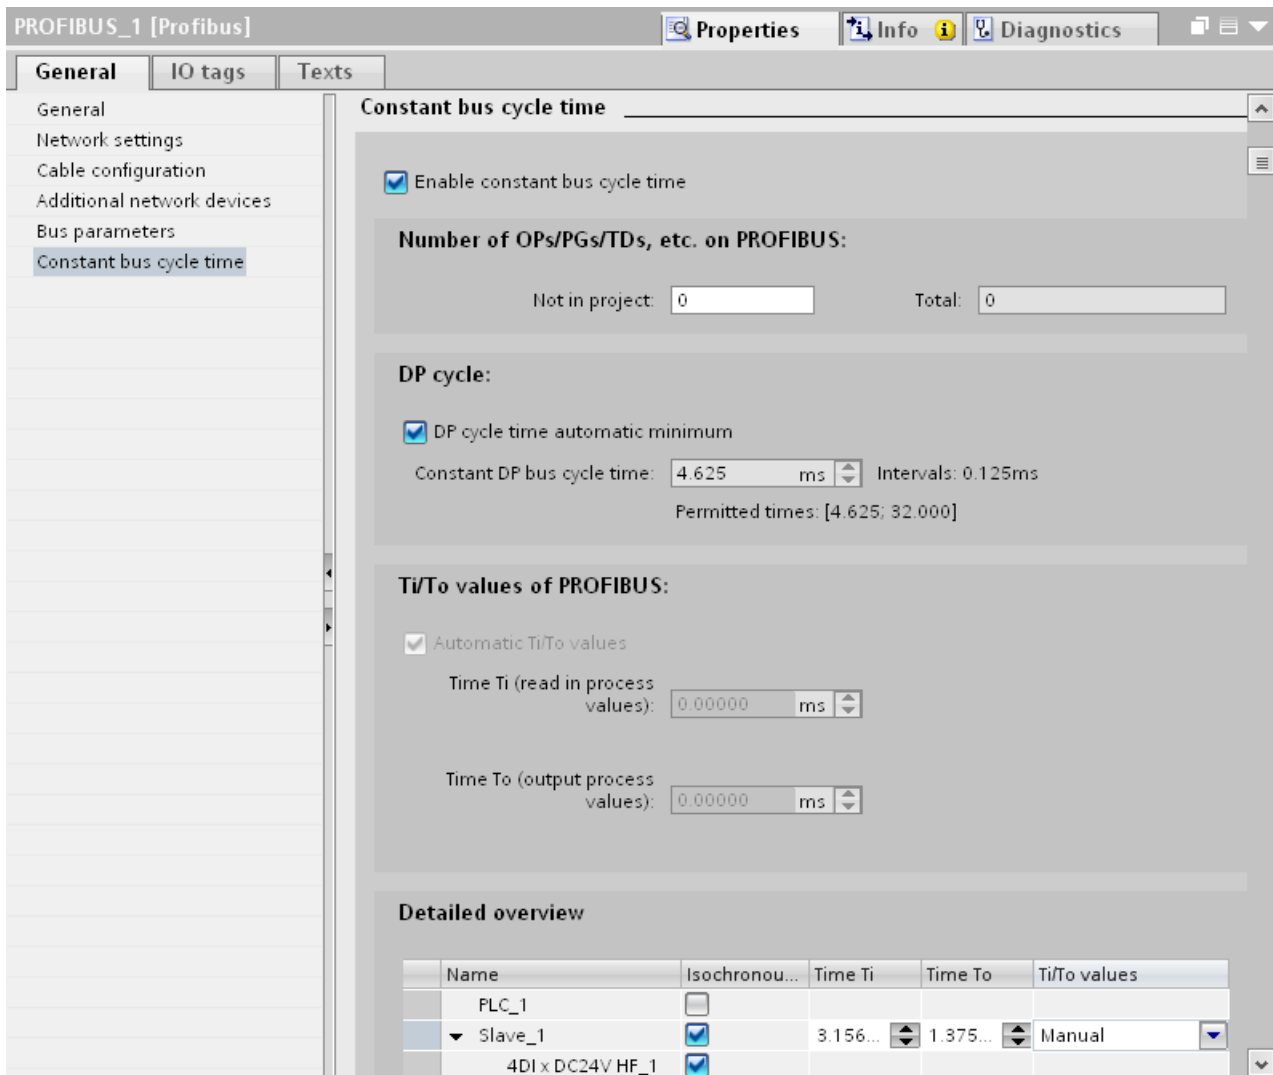 PROFIBUS_1 [Profibus]
Properties
Info
Diagnostics
General
IO tags
Texts
General
Network settings
Cable configuration
Additional network devices
Bus parameters
Constant bus cycle time
Constant bus cycle time
Enable constant bus cycle time
Number of OPs/PGs/TDs, etc. on PROFIBUS:
Not in project: 0 Total: 0
DP cycle:
DP cycle time automatic minimum
Constant DP bus cycle time: 4.625 ms Intervals: 0.125ms
Permitted times: [4.625; 32.000]
Ti/To values of PROFIBUS:
Automatic Ti/To values
Time Ti (read in process
values): 0.00000 ms
Time To (output process
values): 0.00000 ms
Detailed overview
Name Isochronou... Time Ti Time To Ti/To values
PLC_1
Slave_1 3.156... 1.375... Manual
4DI x DC24V HF_1